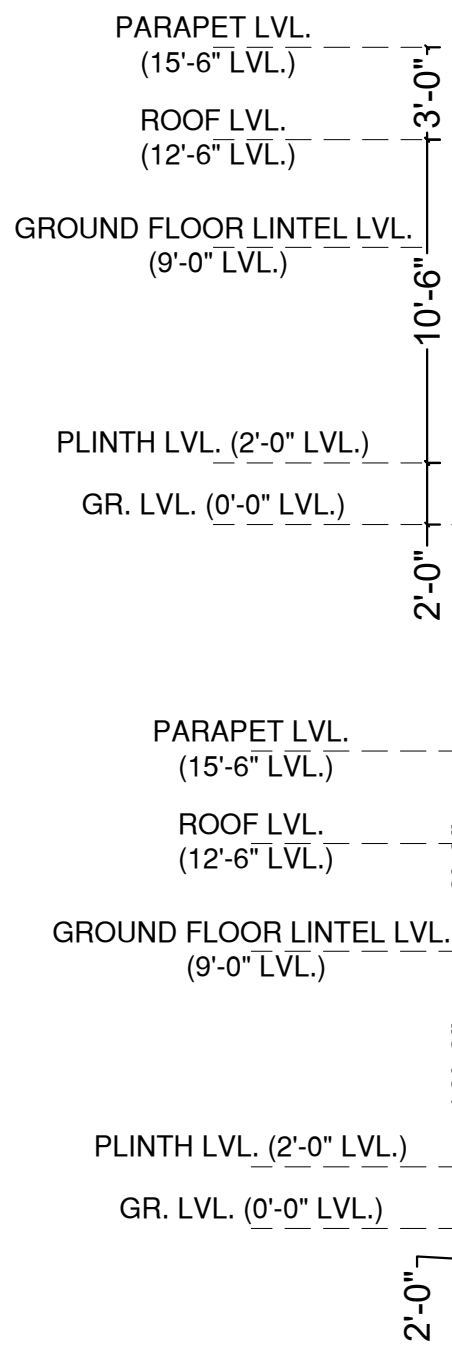 PARAPET LVL.
(15'-6" LVL.)
3'-0"
ROOF LVL.
(12'-6" LVL.)
GROUND FLOOR LINTEL LVL.
(9'-0" LVL.)
10'-6"
PLINTH LVL. (2'-0" LVL.)
GR. LVL. (0'-0" LVL.)
2'-0"
PARAPET LVL.
(15'-6" LVL.)
ROOF LVL.
(12'-6" LVL.)
GROUND FLOOR LINTEL LVL.
(9'-0" LVL.)
PLINTH LVL. (2'-0" LVL.)
GR. LVL. (0'-0" LVL.)
2'-0"